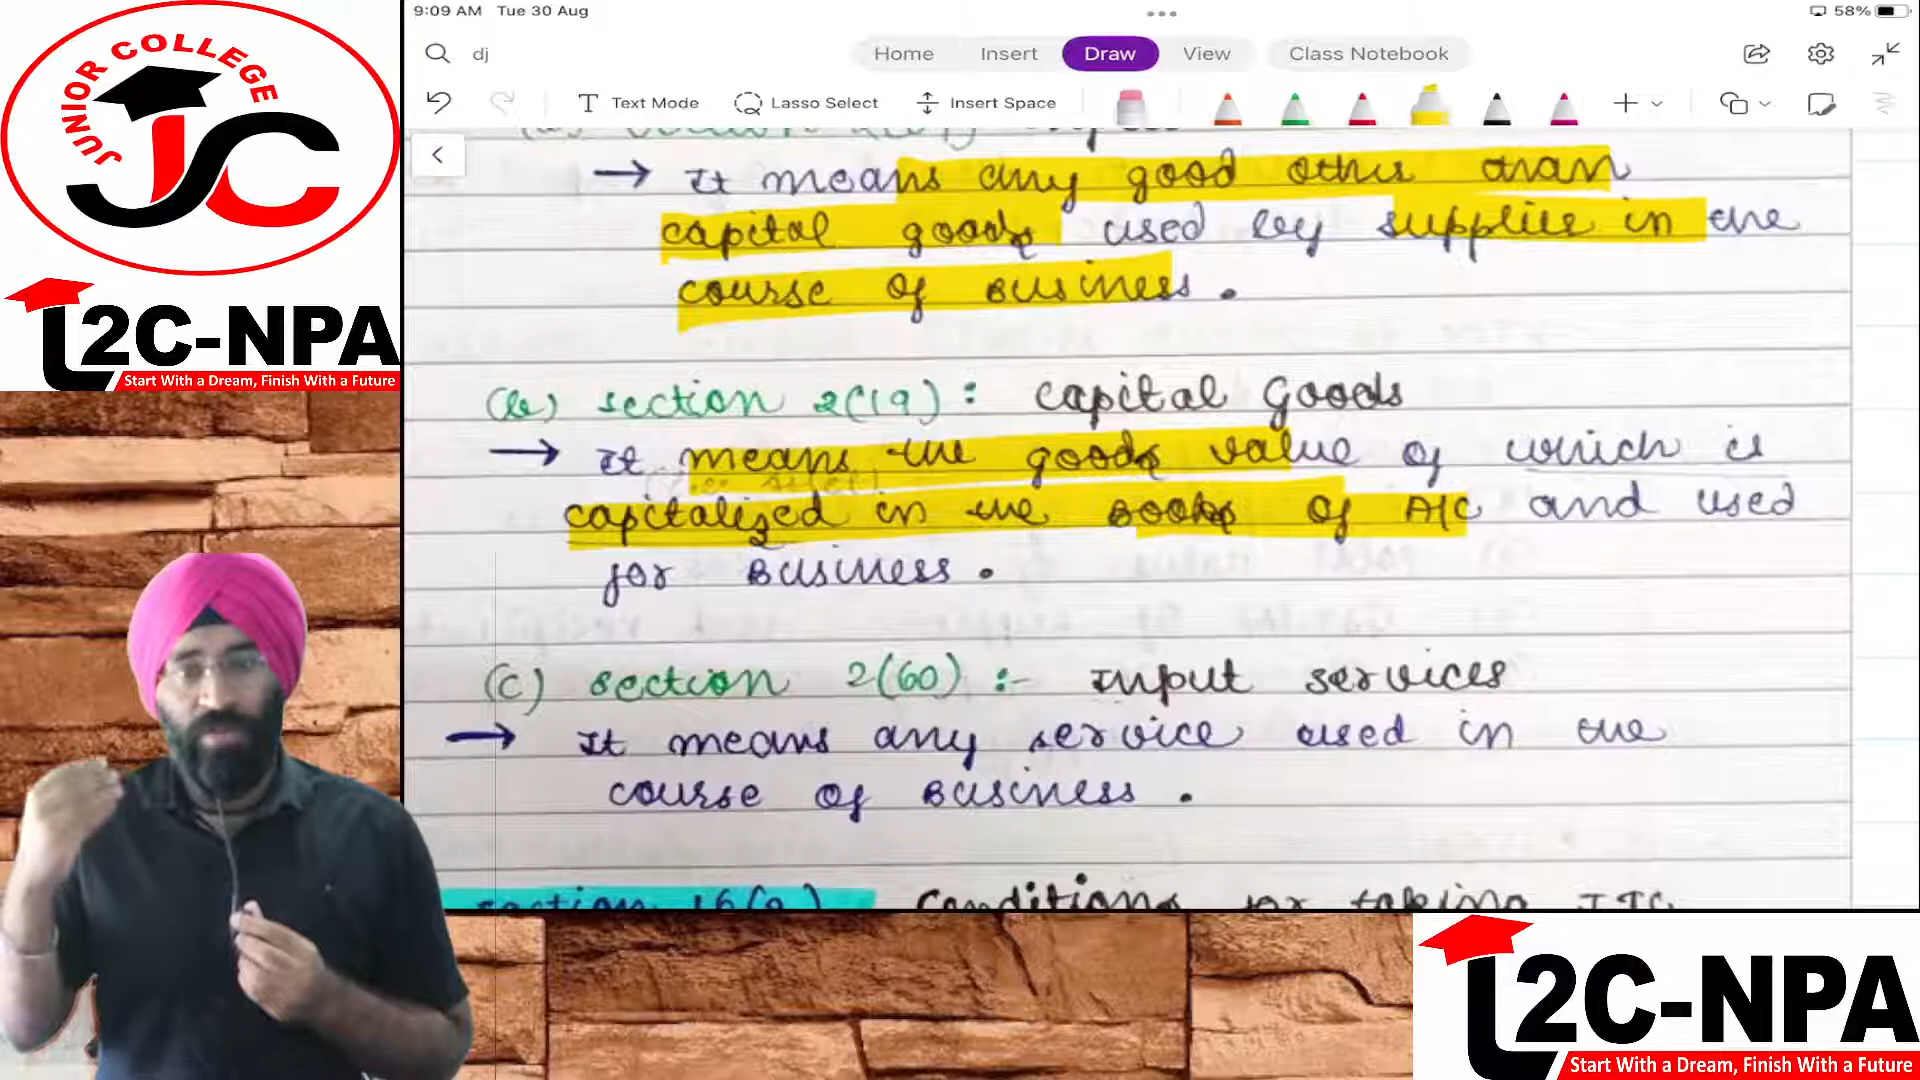 9:09 AM Tue 30 Aug
58%
dj
Home Insert Draw View Class Notebook
Text Mode Lasso Select Insert Space
JUNIOR COLLEGE
JC
L2C-NPA
Start With a Dream, Finish With a Future
→ It means any good other than
capital goods used by supplier in the
course of Business.
(b) section 2(19): Capital Goods
→ It means the goods value of which is
capitalized in the Books of A/C and used
for Business.
(c) section 2(60) :- Input services
→ It means any service used in the
course of Business.
section 16(2) Conditions for taking ITC
L2C-NPA
Start With a Dream, Finish With a Future